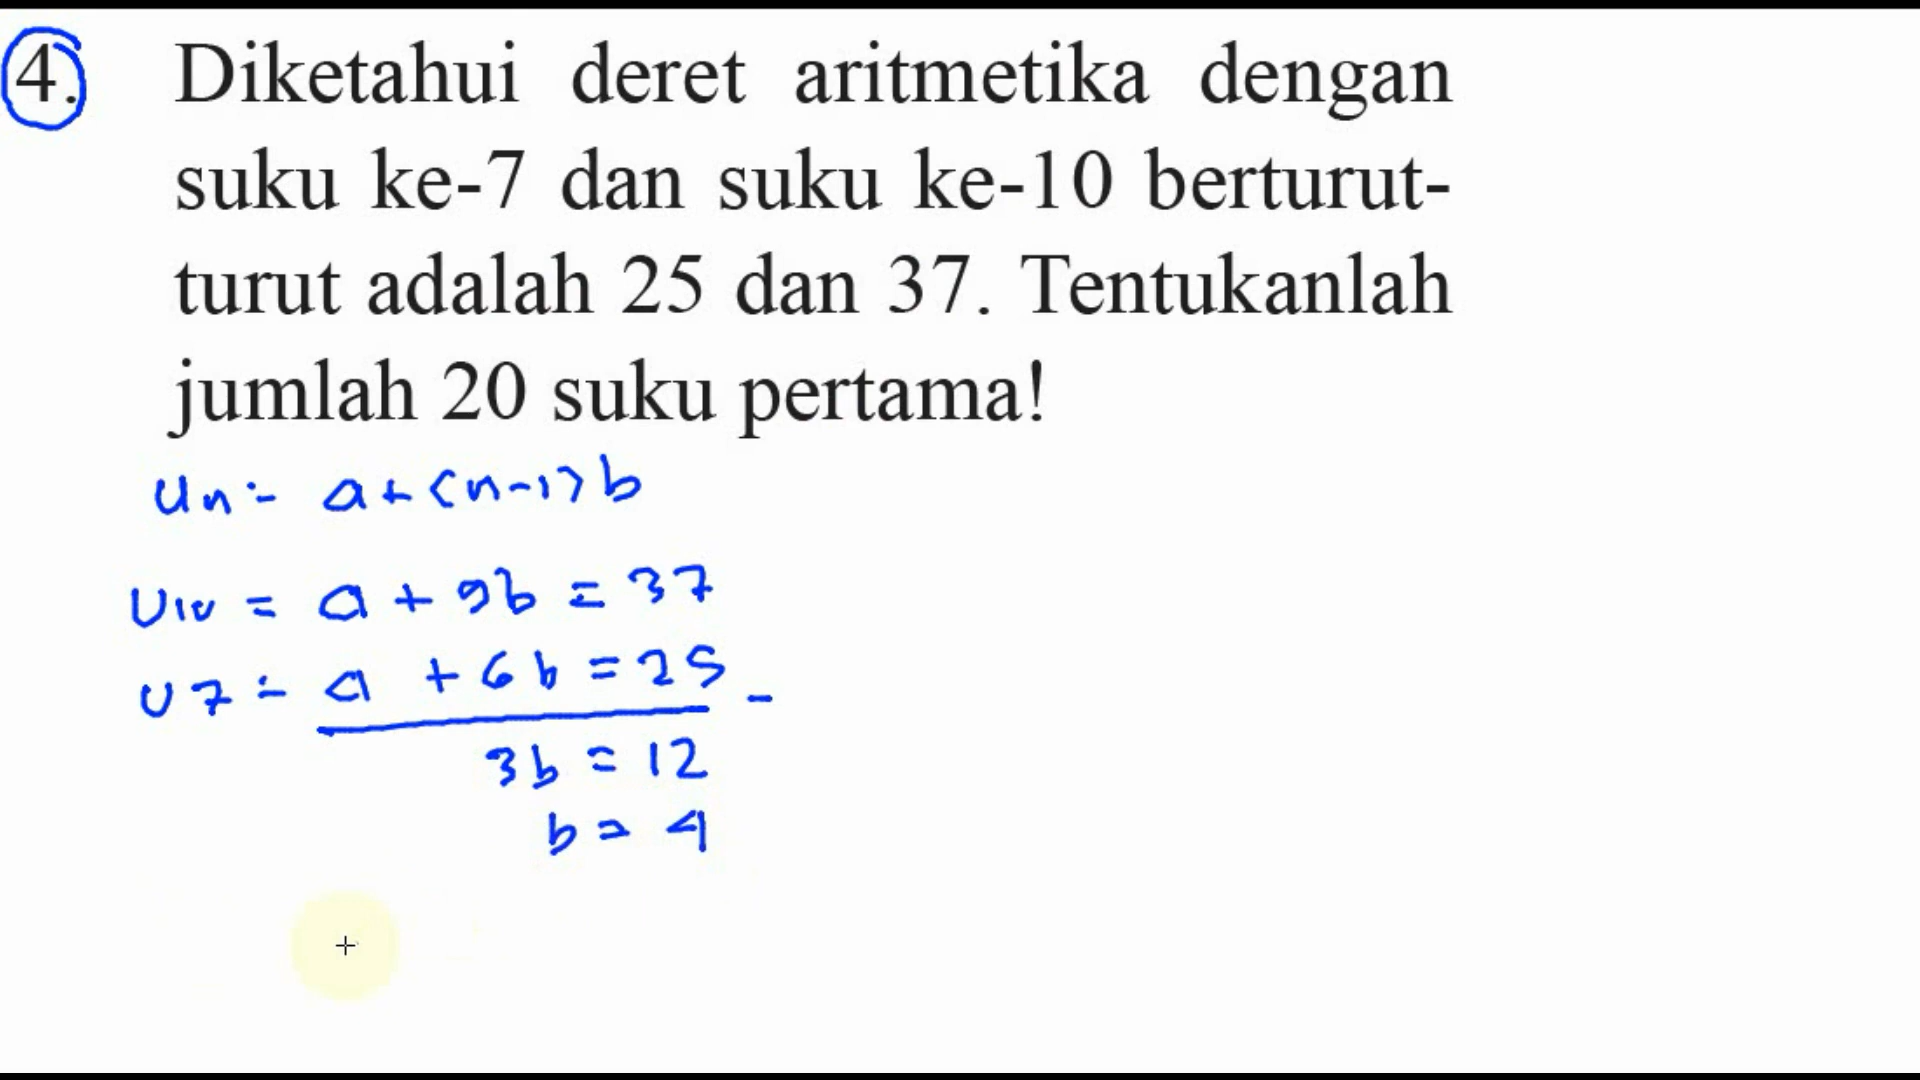 4. Diketahui deret aritmetika dengan
suku ke-7 dan suku ke-10 berturut-
turut adalah 25 dan 37. Tentukanlah
jumlah 20 suku pertama!
Un = a + (n-1) b
U10 = a + 9b = 37
U7 = a + 6b = 25 -
3b = 12
b = 4